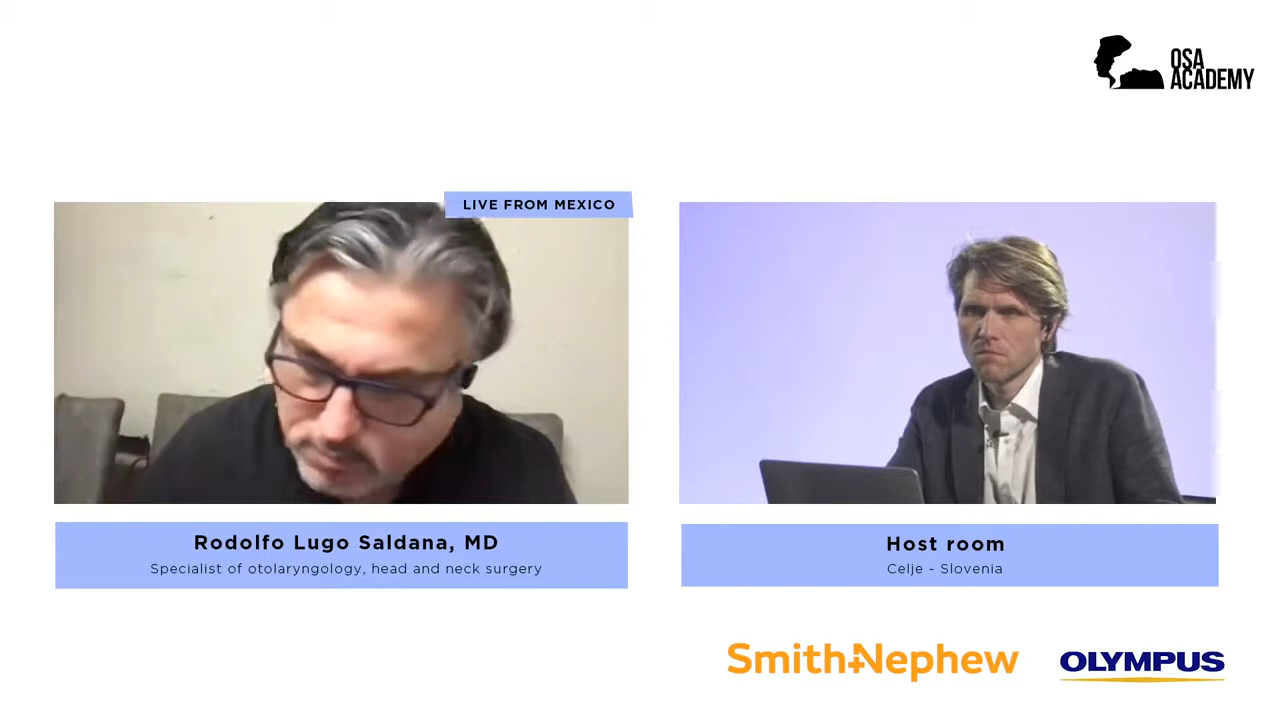 OSA
ACADEMY
LIVE FROM MEXICO
Rodolfo Lugo Saldana, MD
Specialist of otolaryngology, head and neck surgery
Host room
Celje - Slovenia
Smith+Nephew
OLYMPUS